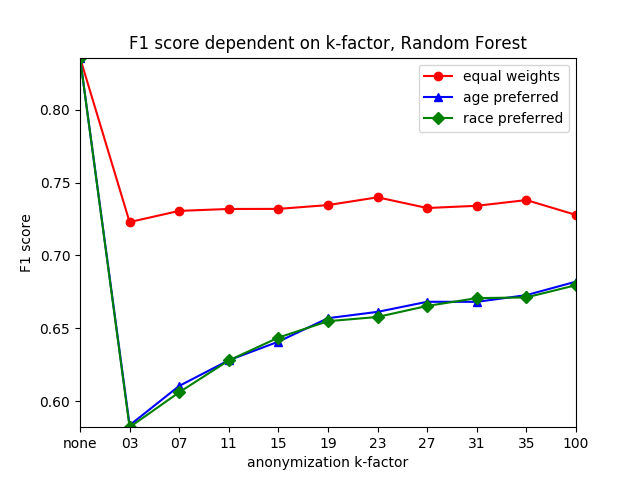 F1 score dependent on k-factor, Random Forest
equal weights
age preferred
race preferred
F1 score
0.80
0.75
0.70
0.65
0.60
none 03 07 11 15 19 23 27 31 35 100
anonymization k-factor